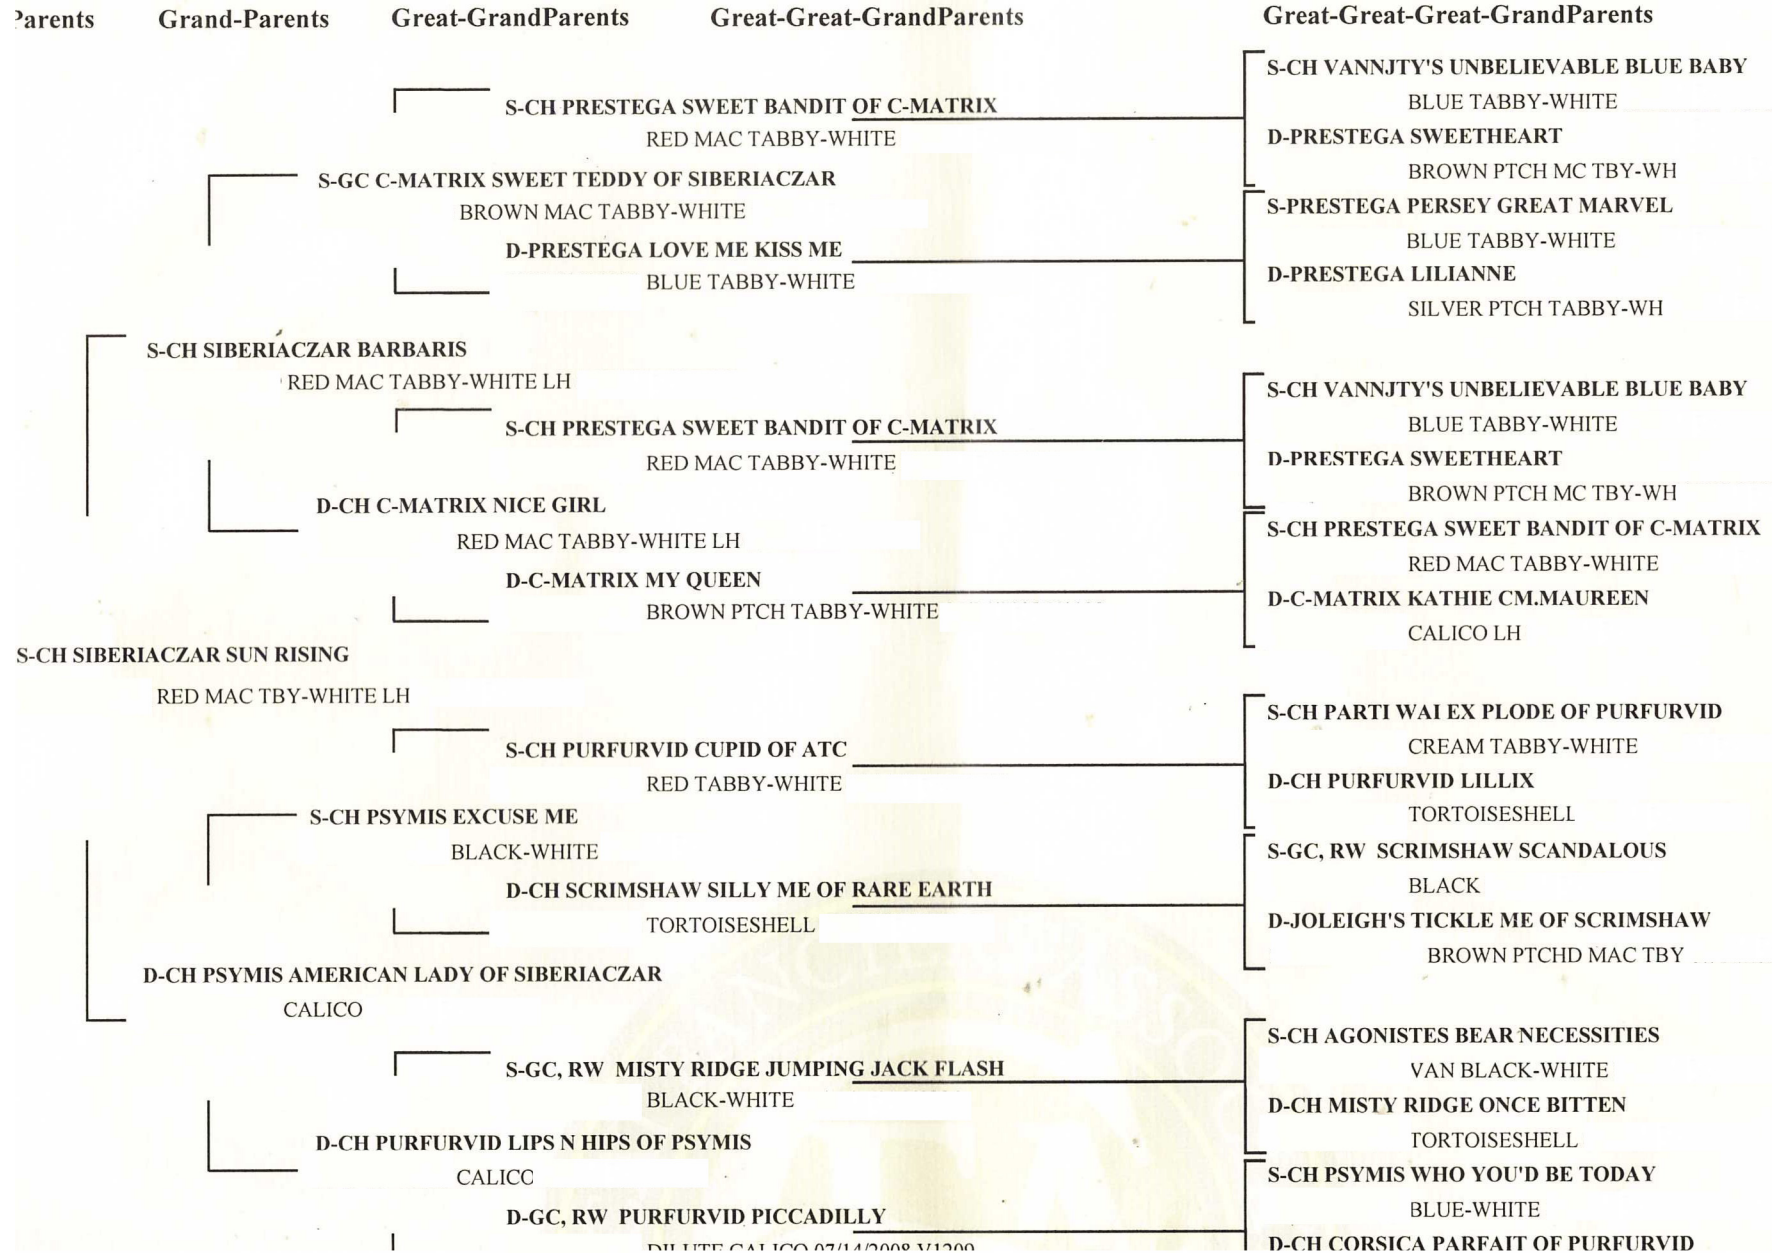 Parents Grand-Parents Great-GrandParents Great-Great-GrandParents Great-Great-Great-GrandParents
S-CH VANNJTY'S UNBELIEVABLE BLUE BABY
BLUE TABBY-WHITE
S-CH PRESTEGA SWEET BANDIT OF C-MATRIX
RED MAC TABBY-WHITE
D-PRESTEGA SWEETHEART
BROWN PTCH MC TBY-WH
S-GC C-MATRIX SWEET TEDDY OF SIBERIACZAR
BROWN MAC TABBY-WHITE
S-PRESTEGA PERSEY GREAT MARVEL
BLUE TABBY-WHITE
D-PRESTEGA LOVE ME KISS ME
BLUE TABBY-WHITE
D-PRESTEGA LILIANNE
SILVER PTCH TABBY-WH
S-CH SIBERIACZAR BARBARIS
RED MAC TABBY-WHITE LH
S-CH VANNJTY'S UNBELIEVABLE BLUE BABY
BLUE TABBY-WHITE
S-CH PRESTEGA SWEET BANDIT OF C-MATRIX
RED MAC TABBY-WHITE
D-PRESTEGA SWEETHEART
BROWN PTCH MC TBY-WH
D-CH C-MATRIX NICE GIRL
RED MAC TABBY-WHITE LH
S-CH PRESTEGA SWEET BANDIT OF C-MATRIX
RED MAC TABBY-WHITE
D-C-MATRIX MY QUEEN
BROWN PTCH TABBY-WHITE
D-C-MATRIX KATHIE CM.MAUREEN
CALICO LH
S-CH SIBERIACZAR SUN RISING
RED MAC TBY-WHITE LH
S-CH PARTI WAI EX PLODE OF PURFURVID
CREAM TABBY-WHITE
S-CH PURFURVID CUPID OF ATC
RED TABBY-WHITE
D-CH PURFURVID LILLIX
TORTOISESHELL
S-CH PSYMIS EXCUSE ME
BLACK-WHITE
S-GC, RW SCRIMSHAW SCANDALOUS
BLACK
D-CH SCRIMSHAW SILLY ME OF RARE EARTH
TORTOISESHELL
D-JOLEIGH'S TICKLE ME OF SCRIMSHAW
BROWN PTCHD MAC TBY
D-CH PSYMIS AMERICAN LADY OF SIBERIACZAR
CALICO
S-CH AGONISTES BEAR NECESSITIES
VAN BLACK-WHITE
S-GC, RW MISTY RIDGE JUMPING JACK FLASH
BLACK-WHITE
D-CH MISTY RIDGE ONCE BITTEN
TORTOISESHELL
D-CH PURFURVID LIPS N HIPS OF PSYMIS
CALICO
S-CH PSYMIS WHO YOU'D BE TODAY
BLUE-WHITE
D-GC, RW PURFURVID PICCADILLY
DILUTE CALICO 07/14/2008 V1209
D-CH CORSICA PARFAIT OF PURFURVID